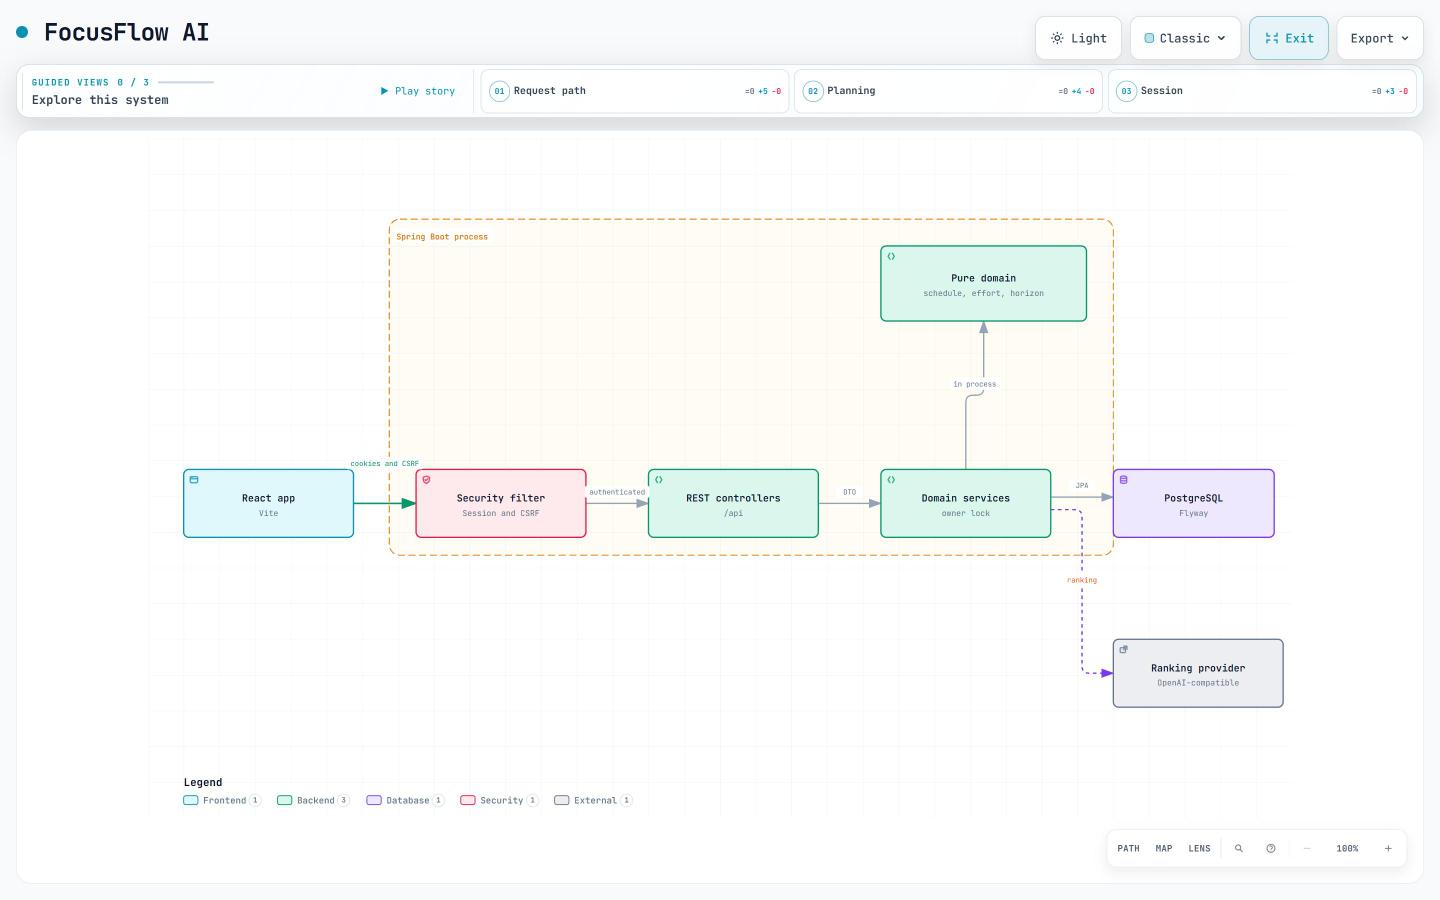 FocusFlow AI
Light
Classic
Exit
Export
GUIDED VIEWS 0 / 3
Explore this system
Play story
01 Request path =0 +5 -0
02 Planning =0 +4 -0
03 Session =0 +3 -0
Spring Boot process
Pure domain
schedule, effort, horizon
in process
cookies and CSRF
React app
Vite
Security filter
Session and CSRF
authenticated
REST controllers
/api
DTO
Domain services
owner lock
JPA
PostgreSQL
Flyway
ranking
Ranking provider
OpenAI-compatible
Legend
Frontend 1
Backend 3
Database 1
Security 1
External 1
PATH MAP LENS − 100% +